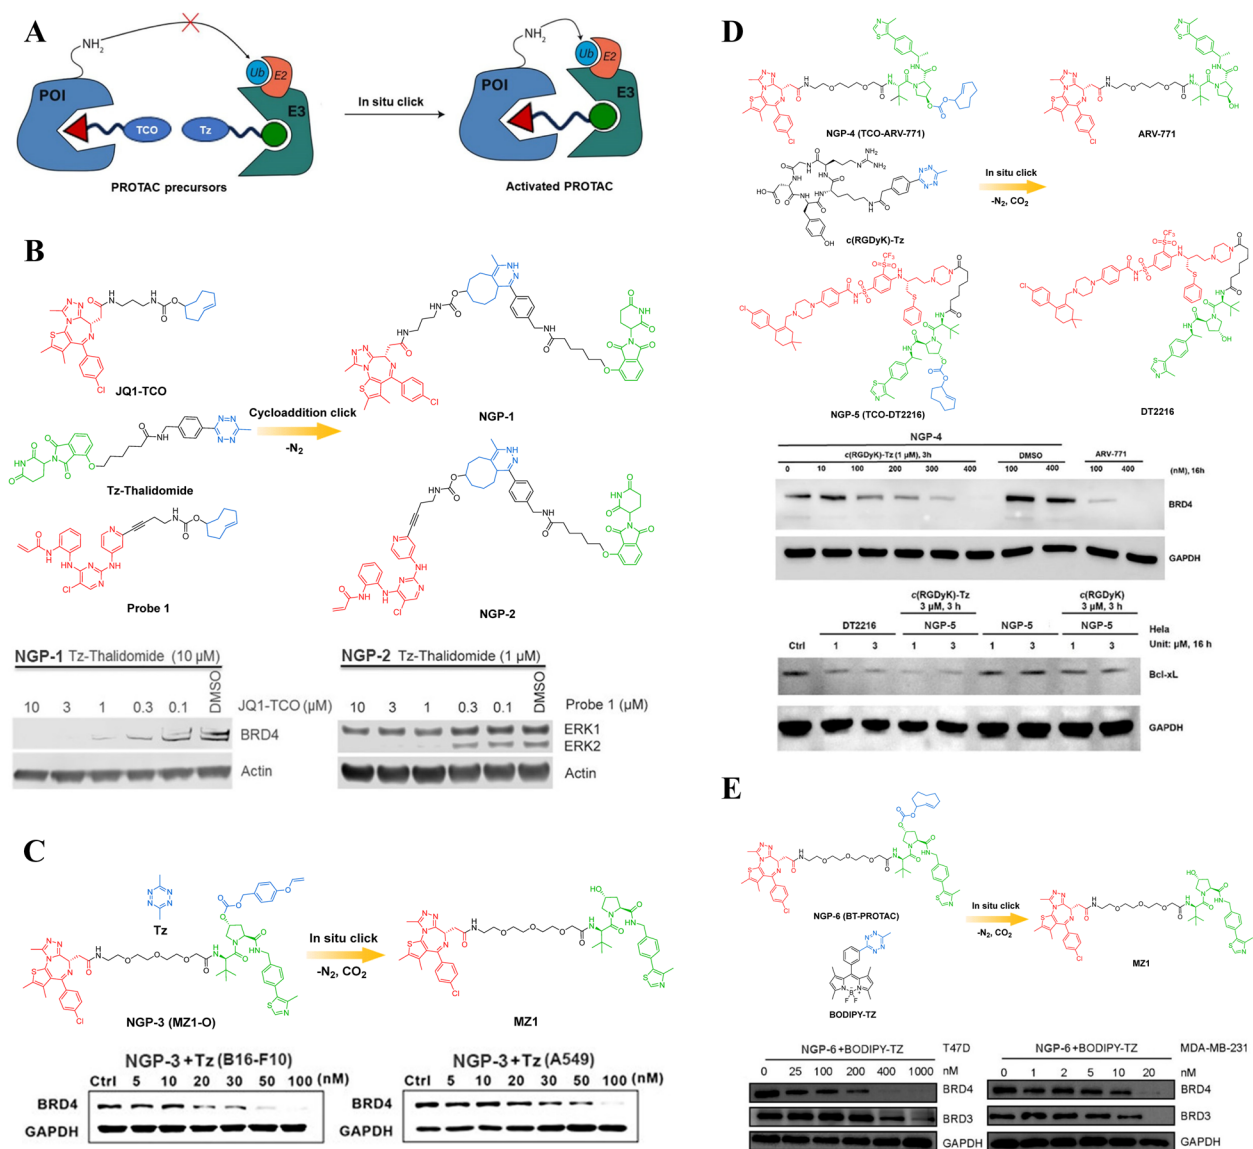 A
NH2
POI
Ub
E2
E3
TCO
Tz
PROTAC precursors
In situ click
NH2
POI
Ub
E2
E3
Activated PROTAC
B
JQ1-TCO
Tz-Thalidomide
Probe 1
Cycloaddition click
-N2
NGP-1
NGP-2
NGP-1 Tz-Thalidomide (10 µM)
10 3 1 0.3 0.1 DMSO JQ1-TCO (µM)
BRD4
Actin
NGP-2 Tz-Thalidomide (1 µM)
10 3 1 0.3 0.1 DMSO Probe 1 (µM)
ERK1
ERK2
Actin
C
Tz
NGP-3 (MZ1-O)
In situ click
-N2, CO2
MZ1
NGP-3 +Tz (B16-F10)
Ctrl 5 10 20 30 50 100 (nM)
BRD4
GAPDH
NGP-3+Tz (A549)
Ctrl 5 10 20 30 50 100 (nM)
BRD4
GAPDH
D
NGP-4 (TCO-ARV-771)
ARV-771
c(RGDyK)-Tz
In situ click
-N2, CO2
NGP-5 (TCO-DT2216)
DT2216
NGP-4
c(RGDyK)-Tz (1 µM), 3h DMSO ARV-771
0 10 100 200 300 400 100 400 100 400 (nM), 16h
BRD4
GAPDH
c(RGDyK)-Tz
3 µM, 3 h
c(RGDyK)
3 µM, 3 h
DT2216 NGP-5 NGP-5 NGP-5 Hela
Ctrl 1 3 1 3 1 3 1 3 Unit: µM, 16 h
Bcl-xL
GAPDH
E
NGP-6 (BT-PROTAC)
BODIPY-TZ
In situ click
-N2, CO2
MZ1
NGP-6 +BODIPY-TZ T47D
0 25 100 200 400 1000 nM
BRD4
BRD3
GAPDH
NGP-6+BODIPY-TZ MDA-MB-231
0 1 2 5 10 20 nM
BRD4
BRD3
GAPDH